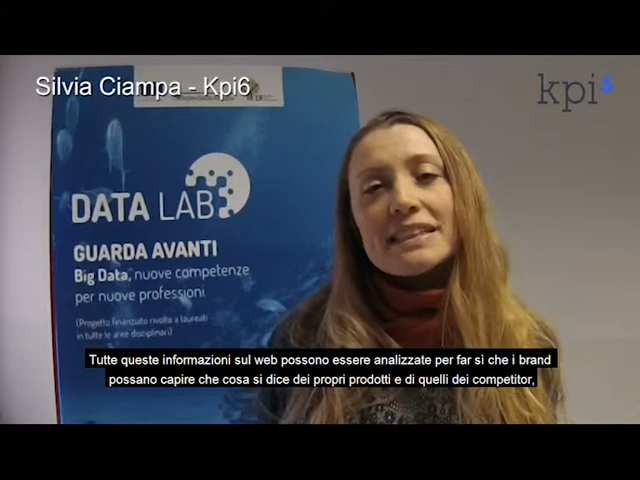 Silvia Ciampa - Kpi6
kpi6
DATA LAB
GUARDA AVANTI
Big Data, nuove competenze
per nuove professioni.
(Progetto finanziato rivolto a laureati
in tutte le aree disciplinari)
Tutte queste informazioni sul web possono essere analizzate per far sì che i brand
possano capire che cosa si dice dei propri prodotti e di quelli dei competitor,